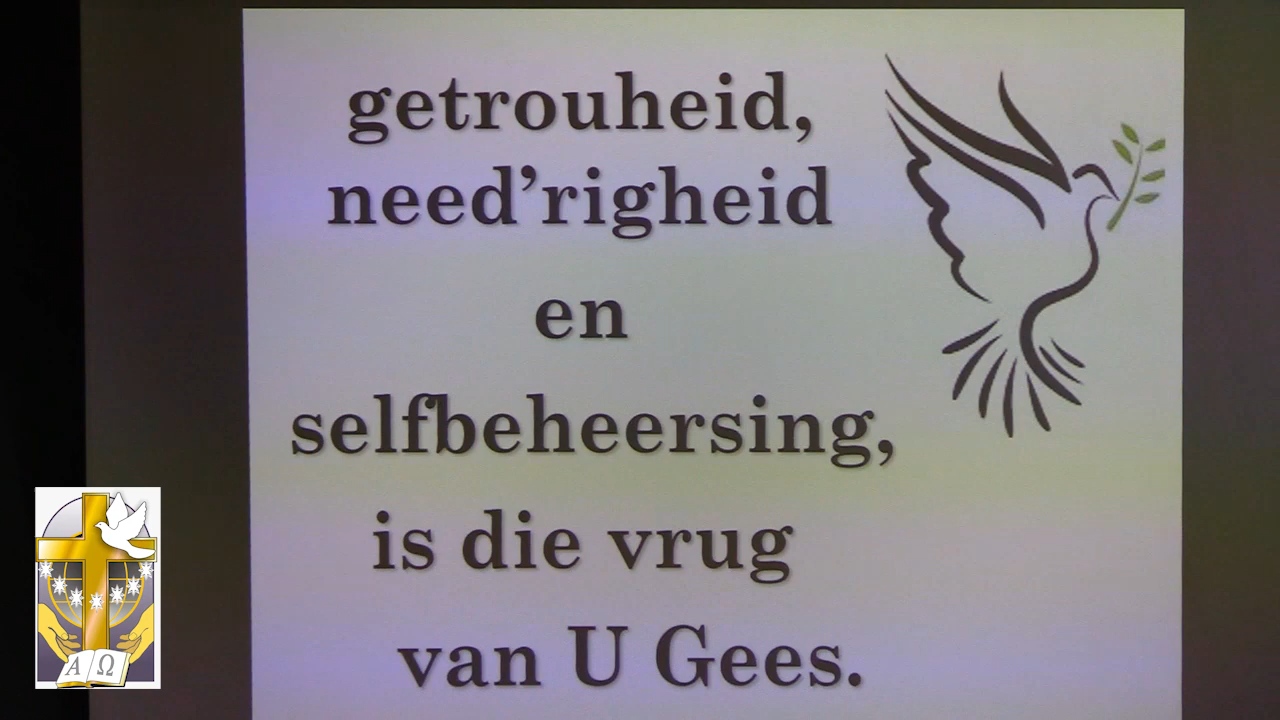 getrouheid,
need’righeid
en
selfbeheersing,
is die vrug
van U Gees.
A Ω